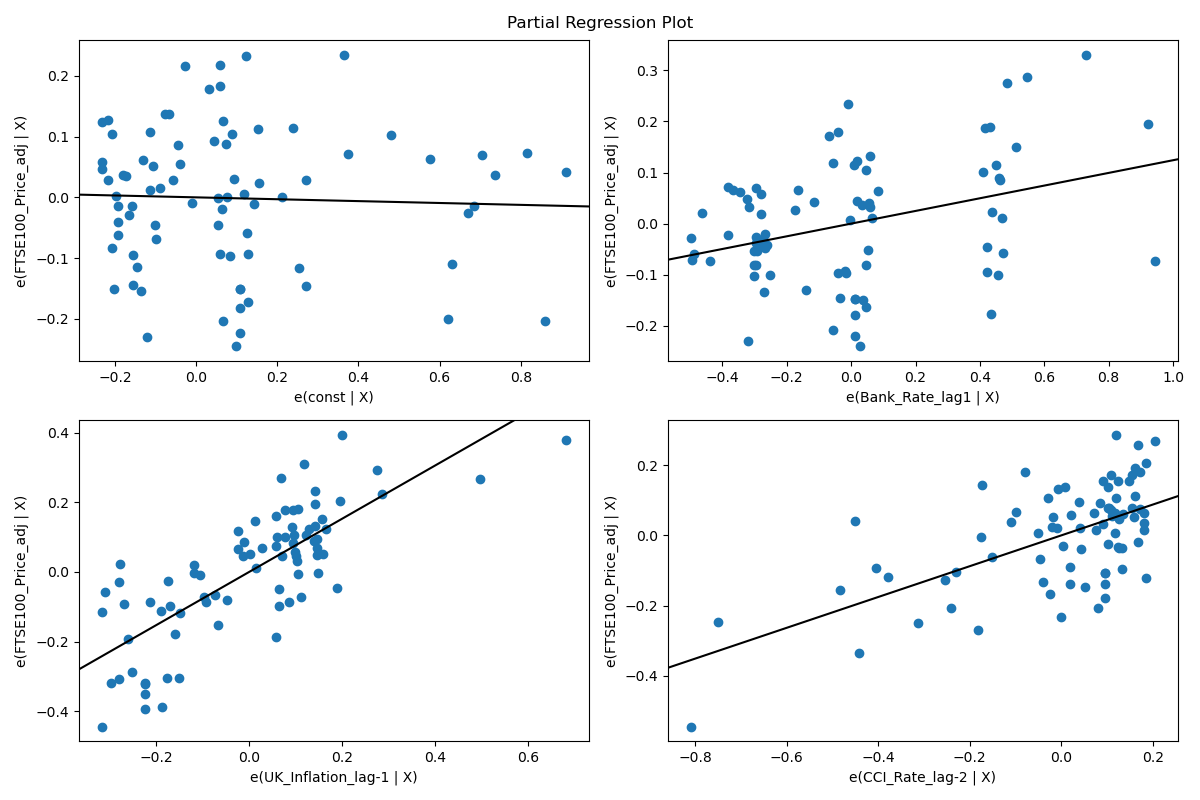 Partial Regression Plot
e(FTSE100_Price_adj | X)
0.2
0.1
0.0
−0.1
−0.2
−0.2 0.0 0.2 0.4 0.6 0.8
e(const | X)
e(FTSE100_Price_adj | X)
0.3
0.2
0.1
0.0
−0.1
−0.2
−0.4 −0.2 0.0 0.2 0.4 0.6 0.8 1.0
e(Bank_Rate_lag1 | X)
e(FTSE100_Price_adj | X)
0.4
0.2
0.0
−0.2
−0.4
−0.2 0.0 0.2 0.4 0.6
e(UK_Inflation_lag-1 | X)
e(FTSE100_Price_adj | X)
0.2
0.0
−0.2
−0.4
−0.8 −0.6 −0.4 −0.2 0.0 0.2
e(CCI_Rate_lag-2 | X)